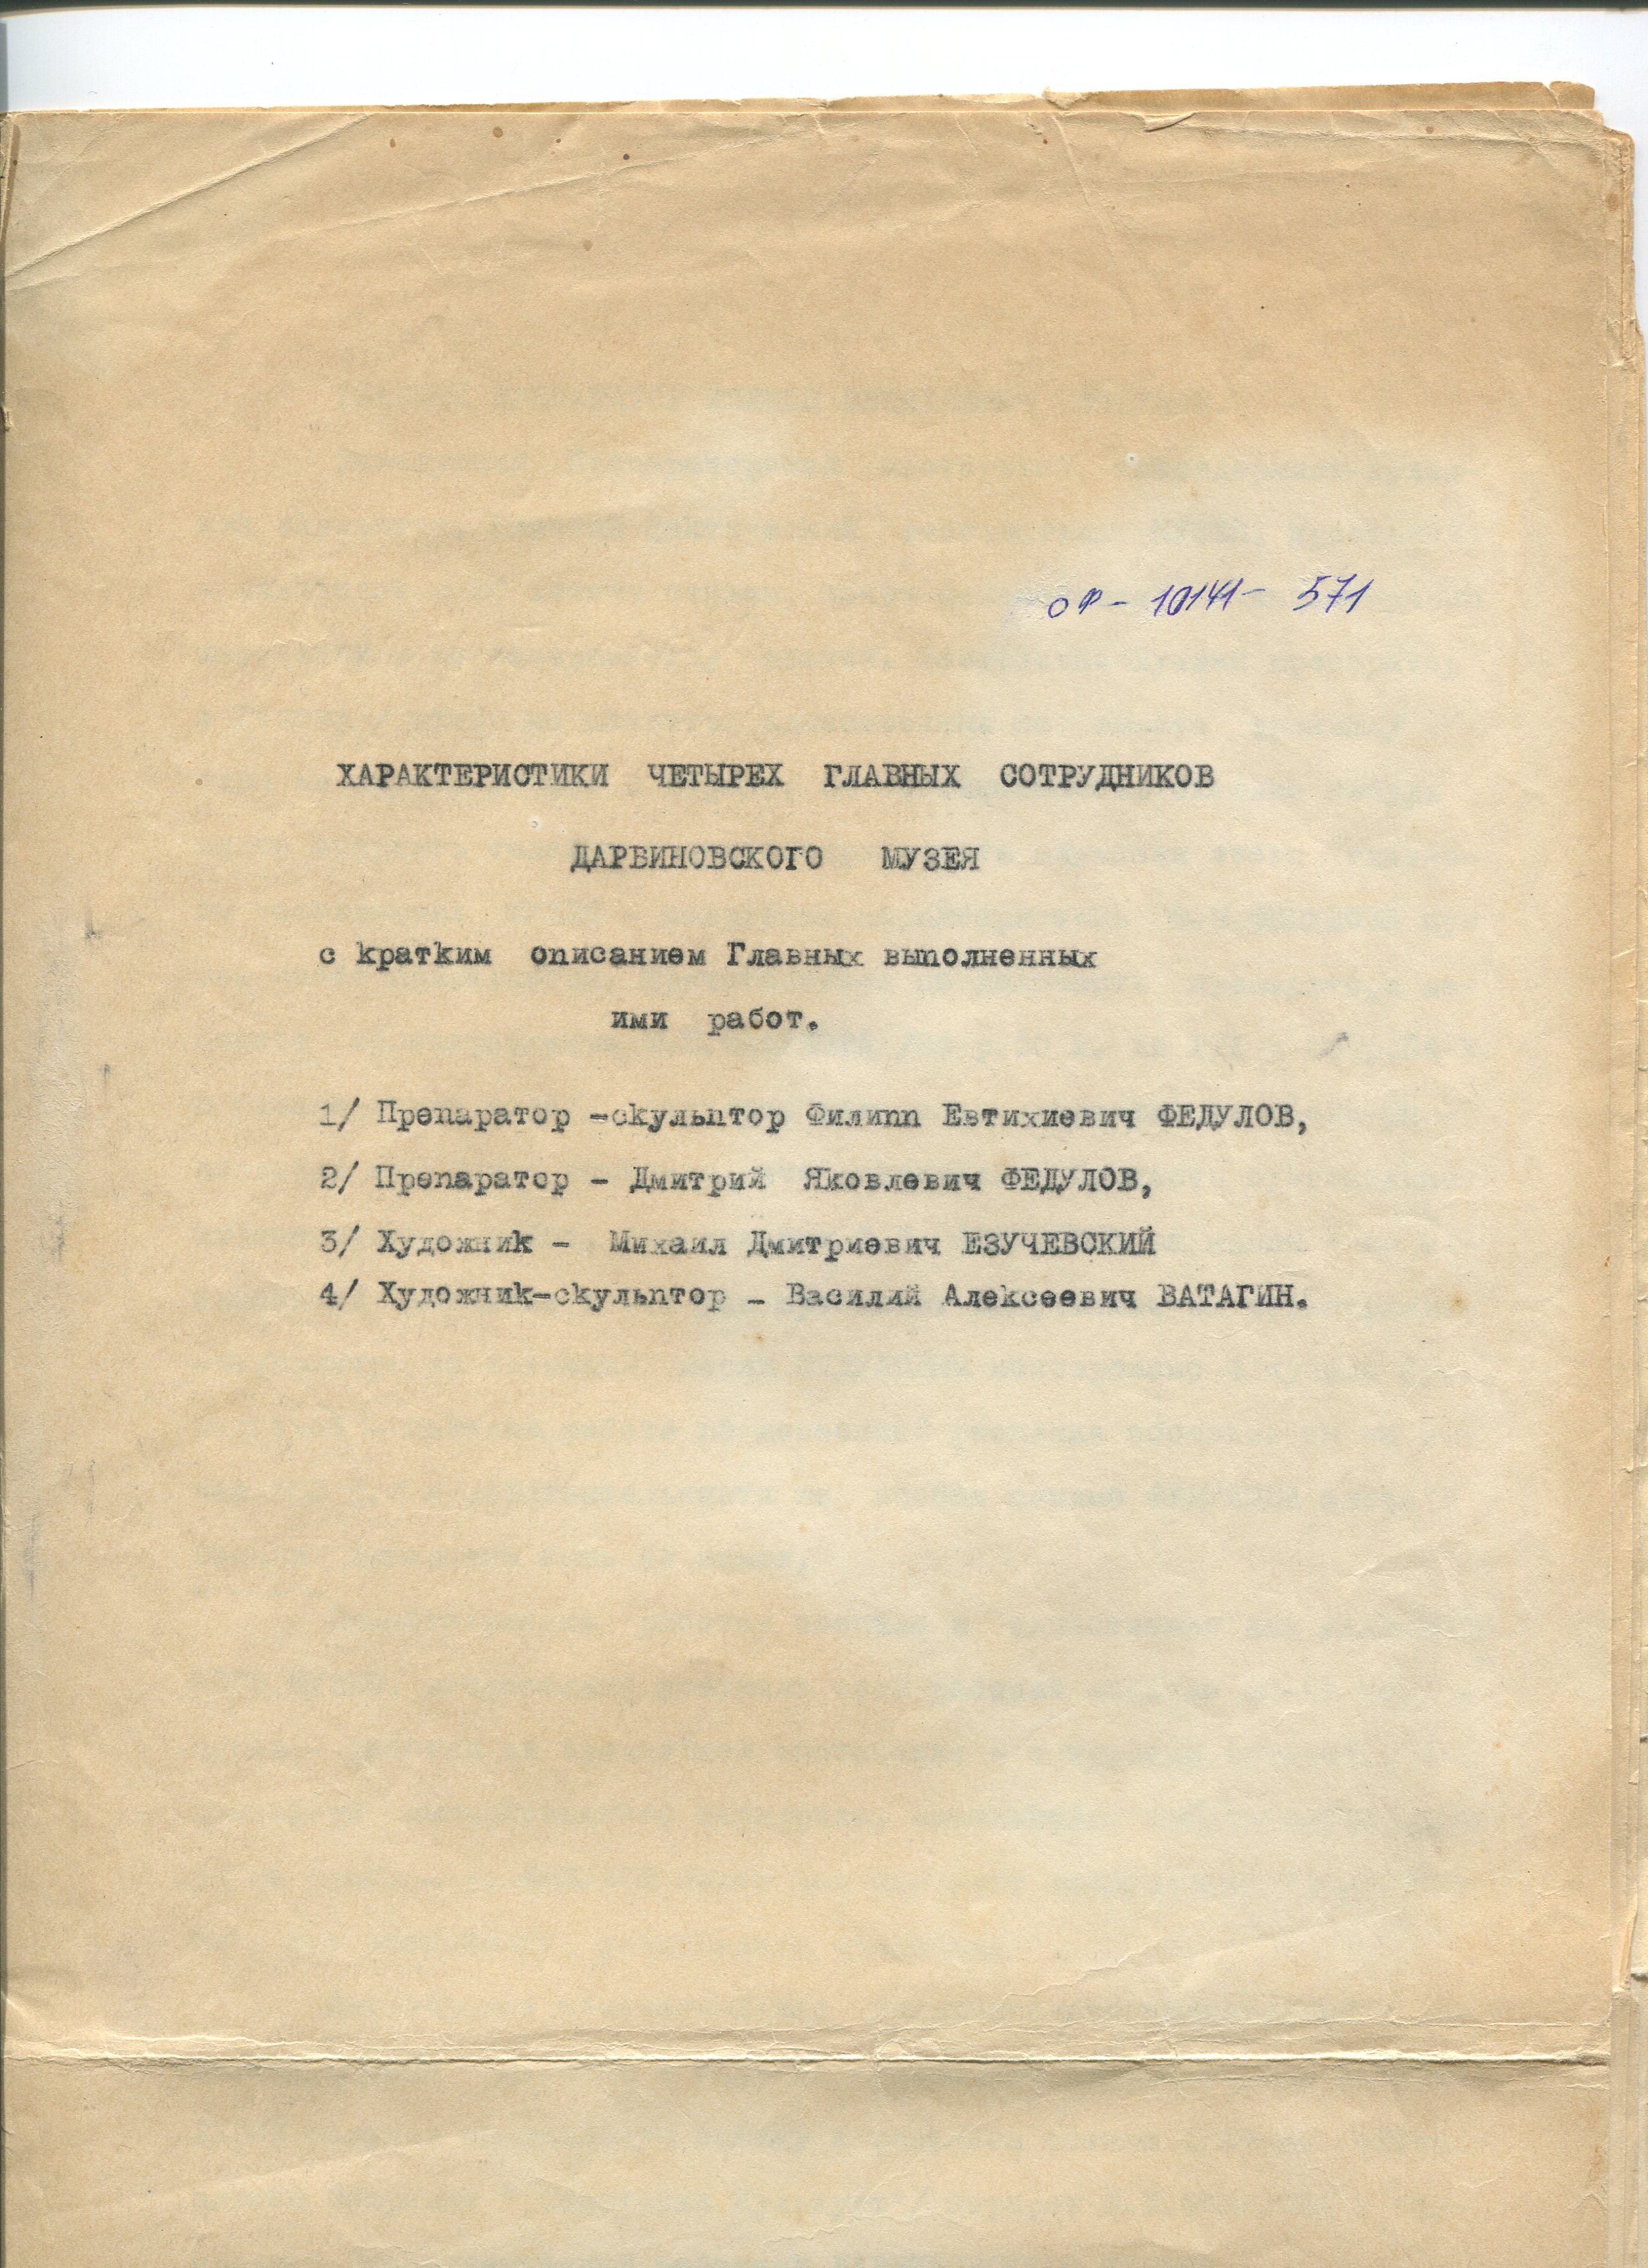 ОФ - 10141 - 571
ХАРАКТЕРИСТИКИ ЧЕТЫРЕХ ГЛАВНЫХ СОТРУДНИКОВ
ДАРВИНОВСКОГО МУЗЕЯ
с кратким описанием Главных выполненных
ими работ.
1/ Препаратор -скульптор Филипп Евтихиевич ФЕДУЛОВ,
2/ Препаратор - Дмитрий Яковлевич ФЕДУЛОВ,
3/ Художник - Михаил Дмитриевич ЕЗУЧЕВСКИЙ
4/ Художник-скульптор - Василий Алексеевич ВАТАГИН.